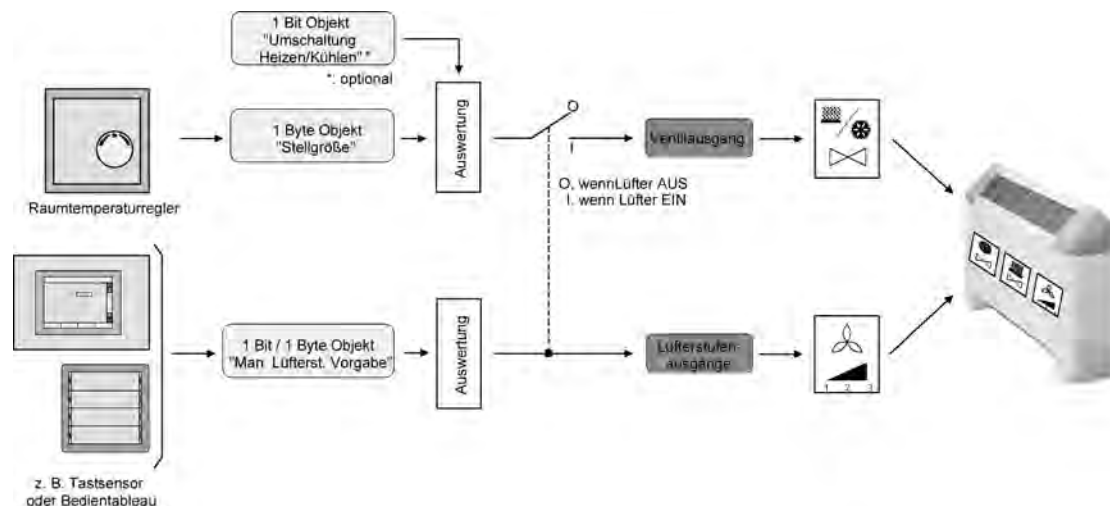 1 Bit Objekt
"Umschaltung
Heizen/Kühlen" *
*: optional
Raumtemperaturregler
1 Byte Objekt
"Stellgröße"
Auswertung
O
I
O, wennLüfter AUS
I, wenn Lüfter EIN
Ventilausgang
z. B. Tastsensor
oder Bedientableau
1 Bit / 1 Byte Objekt
"Man. Lüfterst. Vorgabe"
Auswertung
Lüfterstufen-
ausgänge
1 2 3